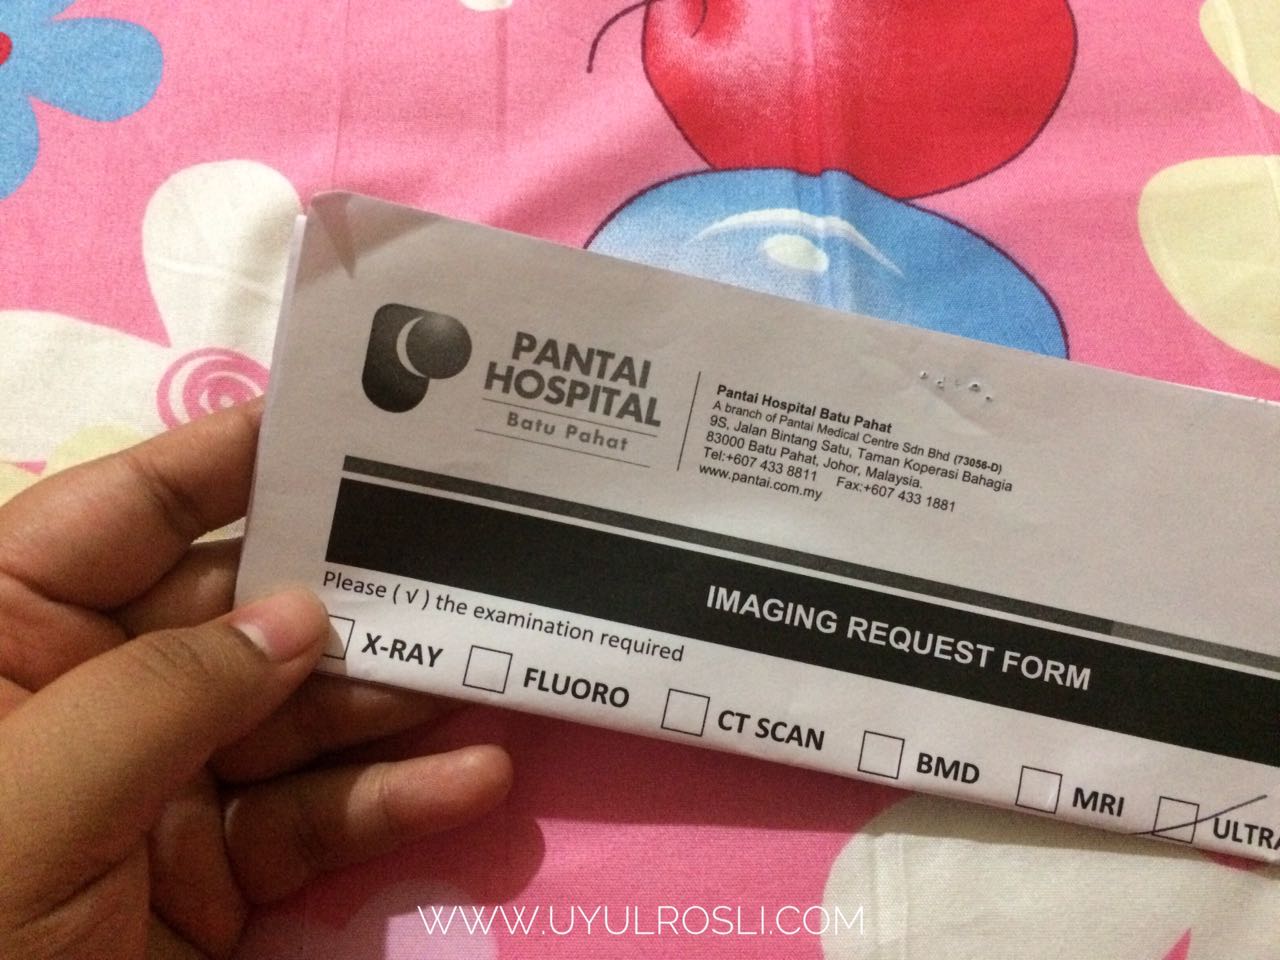 PANTAI
HOSPITAL
Batu Pahat
Pantai Hospital Batu Pahat
A branch of Pantai Medical Centre Sdn Bhd (73056-D)
9S, Jalan Bintang Satu, Taman Koperasi Bahagia
83000 Batu Pahat, Johor, Malaysia.
Tel:+607 433 8811 Fax:+607 433 1881
www.pantai.com.my
IMAGING REQUEST FORM
Please ( √ ) the examination required
X-RAY FLUORO CT SCAN BMD MRI ULTRA
WWW.UYULROSLI.COM